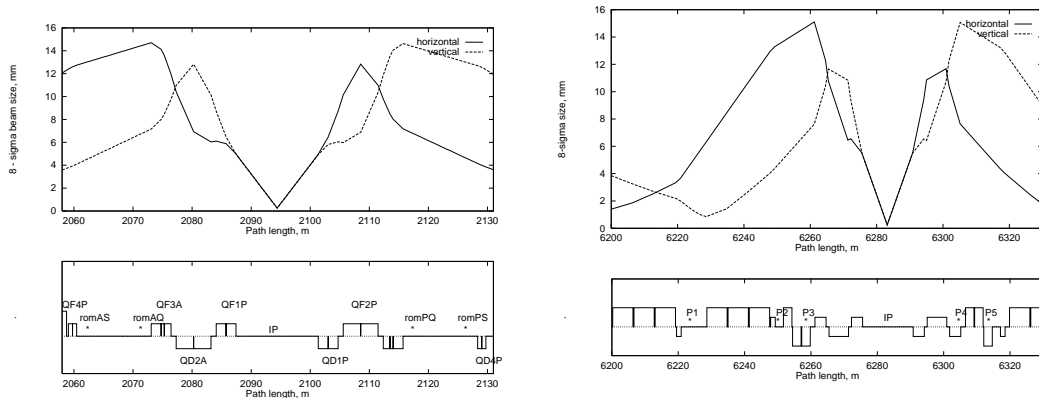 16
14
12
10
8
6
4
2
0
8 - sigma beam size, mm
horizontal
vertical
2060 2070 2080 2090 2100 2110 2120 2130
Path length, m
QF4P QF3A QF1P QF2P
romAS romAQ IP romPQ romPS
* * * *
QD2A QD1P QD4P
2060 2070 2080 2090 2100 2110 2120 2130
Path length, m
16
14
12
10
8
6
4
2
0
8-sigma size, mm
horizontal
vertical
6200 6220 6240 6260 6280 6300 6320
Path length, m
P1 P2 P3 IP P4 P5
* * * * *
6200 6220 6240 6260 6280 6300 6320
Path length, m